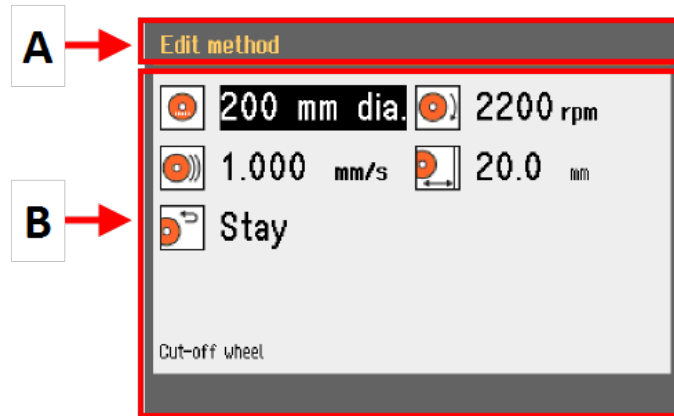 A
Edit method
200 mm dia. 2200 rpm
1.000 mm/s 20.0 mm
B
Stay
Cut-off wheel